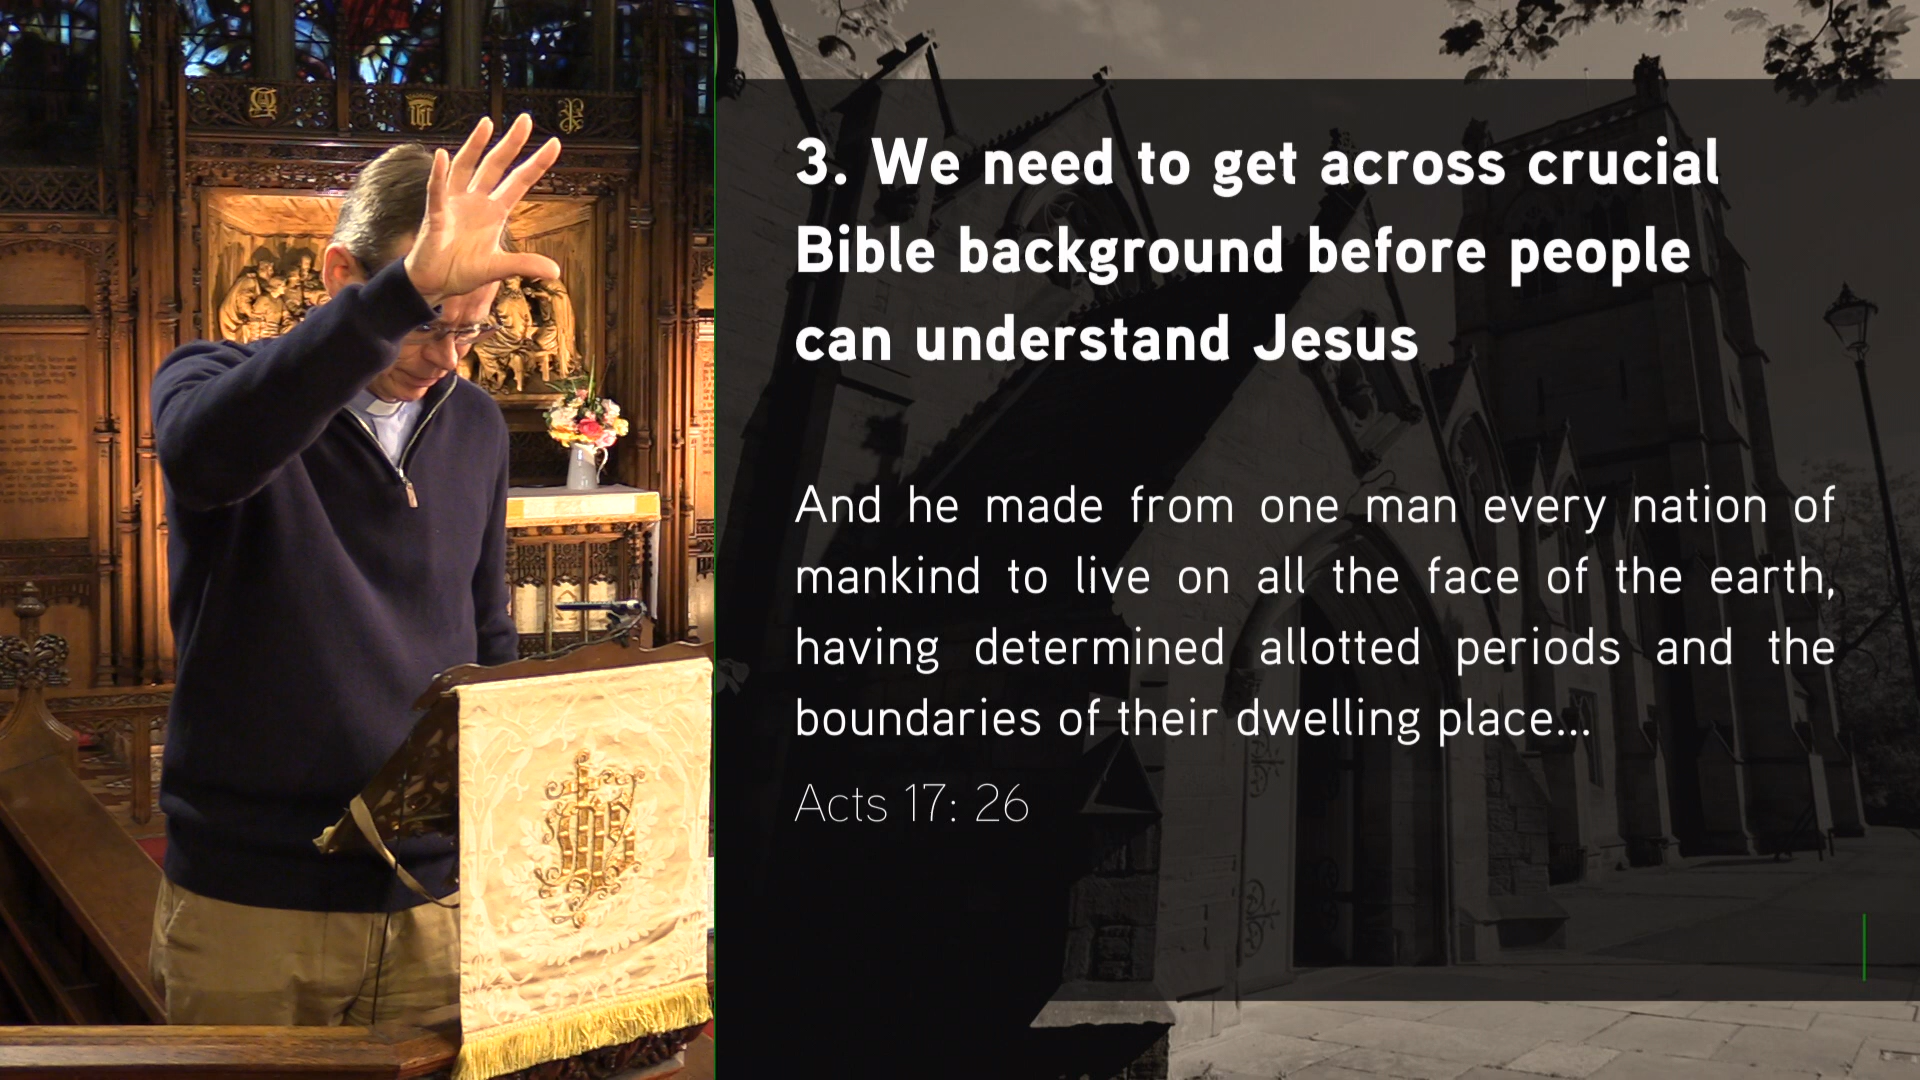 3. We need to get across crucial
Bible background before people
can understand Jesus
And he made from one man every nation of
mankind to live on all the face of the earth,
having determined allotted periods and the
boundaries of their dwelling place...
Acts 17: 26